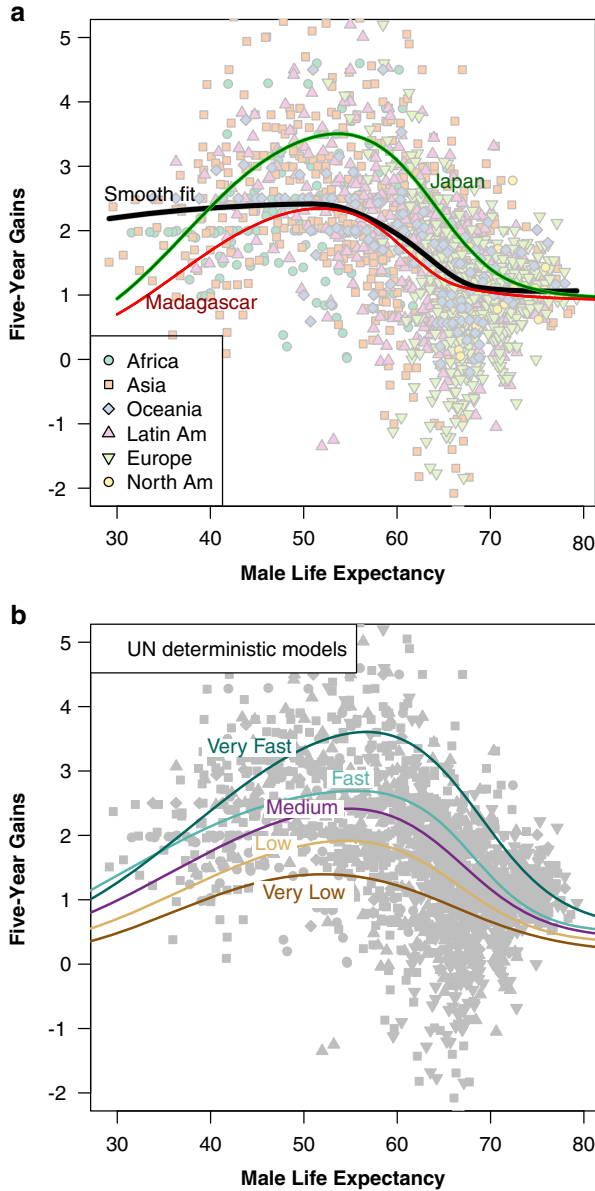 a
5
4
3
2
1
0
-1
-2
Five-Year Gains
Smooth fit
Japan
Madagascar
Africa
Asia
Oceania
Latin Am
Europe
North Am
30 40 50 60 70 80
Male Life Expectancy
b
UN deterministic models
5
4
3
2
1
0
-1
-2
Five-Year Gains
Very Fast
Fast
Medium
Low
Very Low
30 40 50 60 70 80
Male Life Expectancy